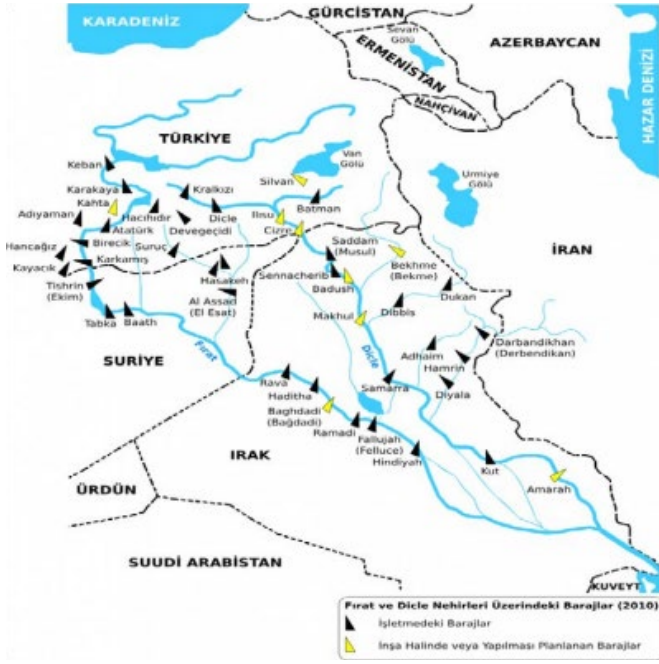 GÜRCİSTAN
KARADENİZ
Sevan
Gölü
AZERBAYCAN
ERMENİSTAN
HAZAR DENİZİ
NAHÇİVAN
TÜRKİYE
Van
Gölü
Keban
Silvan
Urmiye
Gölü
Karakaya
Kralkızı
Kahta
Batman
Hacıhıdır
Dicle
Ilısu
Adıyaman
Atatürk
Devegeçidi
Cizre
Birecik
Suruç
Saddam
(Musul)
İRAN
Hancağız
Karkamış
Bekhme
(Bekme)
Kayacık
Hasakeh
Sennacherib
Tishrin
(Ekim)
Badush
Dukan
Al Assad
(El Esat)
Dibbis
Tabka
Baath
Makhul
Darbandikhan
(Derbendikan)
Fırat
Dicle
Adhaim
SURİYE
Hamrin
Rava
Samarra
Diyala
Haditha
Baghdadi
(Bağdadi)
Ramadi
Fallujah
(Felluce)
IRAK
Hindiyah
Kut
Amarah
ÜRDÜN
SUUDİ ARABİSTAN
KUVEYT
Fırat ve Dicle Nehirleri Üzerindeki Barajlar (2010)
İşletmedeki Barajlar
İnşa Halinde veya Yapılması Planlanan Barajlar